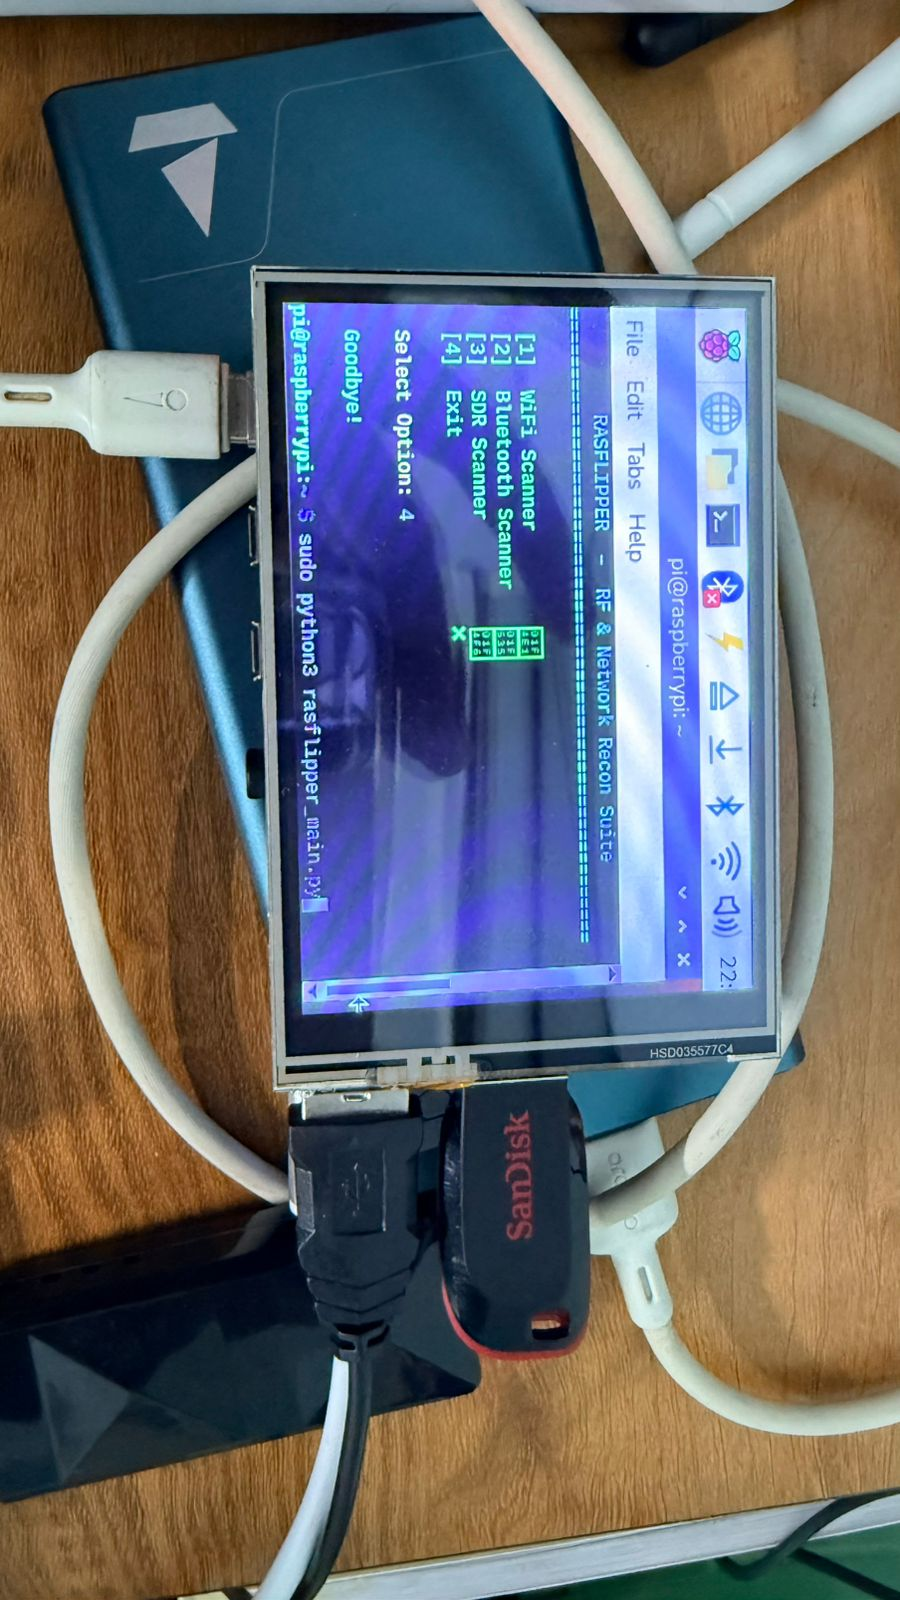 22:
pi@raspberrypi: ~
File Edit Tabs Help
RASFLIPPER - RF & Network Recon Suite
==================================================
[1] WiFi Scanner
[2] Bluetooth Scanner
[3] SDR Scanner
[4] Exit
Select Option: 4
Goodbye!
pi@raspberrypi:~ $ sudo python3 rasflipper_main.py
HSD035577C4
SanDisk